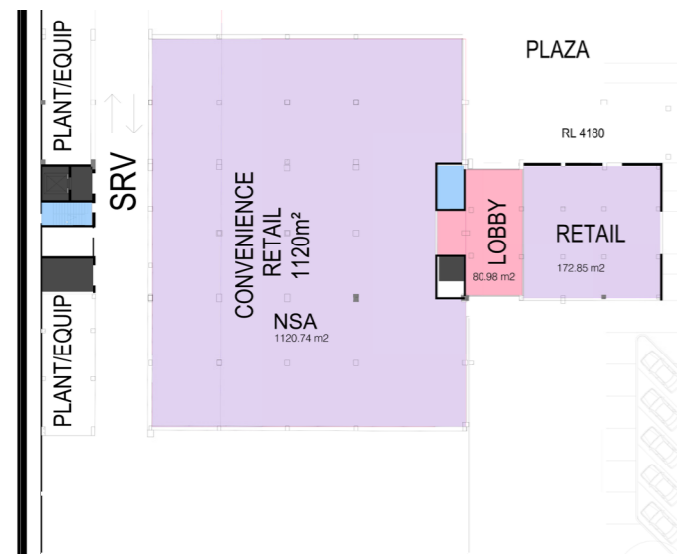 PLANT/EQUIP
SRV
PLAZA
RL 4180
CONVENIENCE
RETAIL
1120m²
LOBBY
80.98 m2
RETAIL
172.85 m2
NSA
1120.74 m2
PLANT/EQUIP